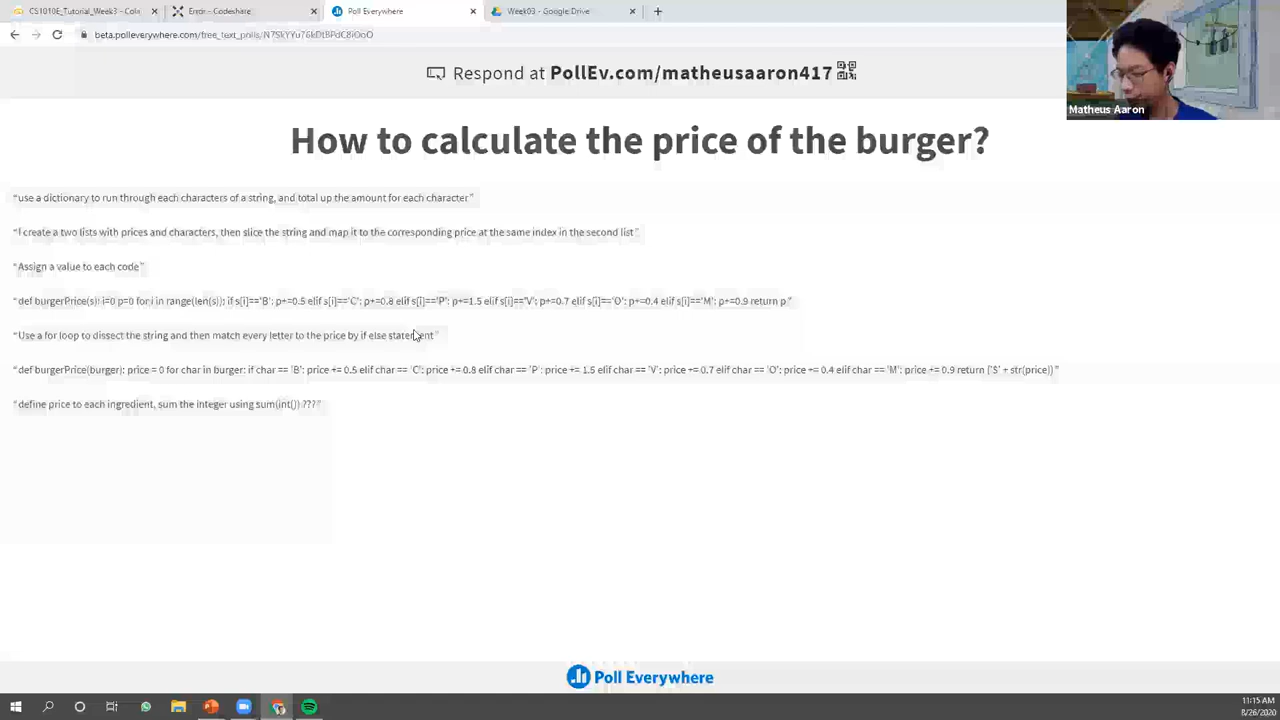 CS1010E_Tutorial_Week3 - Cola
Error - Codeshare
Poll Everywhere
Week03 - Google Drive
Respond at PollEv.com/matheusaaron417
Matheus Aaron
How to calculate the price of the burger?
"use a dictionary to run through each characters of a string, and total up the amount for each character"
"I create a two lists with prices and characters, then slice the string and map it to the corresponding price at the same index in the second list"
"Assign a value to each code"
"def burgerPrice(s): i=0 p=0 for i in range(len(s)): if s[i]=='B': p+=0.5 elif s[i]=='C': p+=0.8 elif s[i]=='P': p+=1.5 elif s[i]=='V': p+=0.7 elif s[i]=='O': p+=0.4 elif s[i]=='M': p+=0.9 return p"
"Use a for loop to dissect the string and then match every letter to the price by if else statement"
"def burgerPrice(burger): price = 0 for char in burger: if char == 'B': price += 0.5 elif char == 'C': price += 0.8 elif char == 'P': price += 1.5 elif char == 'V': price += 0.7 elif char == 'O': price += 0.4 elif char == 'M': price += 0.9 return ('$' + str(price))"
"define price to each ingredient, sum the integer using sum(int()) ???"
Poll Everywhere
11:15 AM
8/26/2020